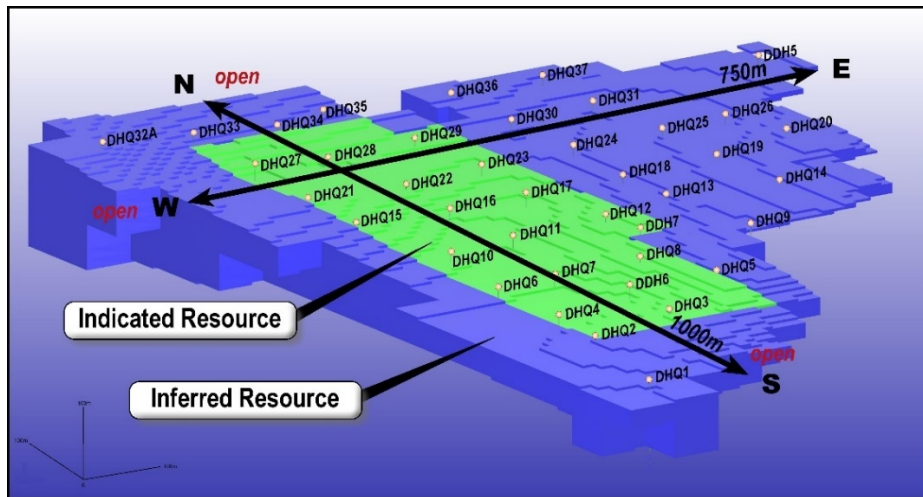 DDH5
750m
E
N
open
DHQ36
DHQ37
DHQ35
DHQ34
DHQ33
DHQ32A
DHQ31
DHQ30
DHQ29
DHQ26
DHQ25
DHQ20
DHQ24
DHQ28
DHQ27
DHQ23
DHQ19
DHQ18
DHQ14
DHQ22
DHQ21
DHQ17
DHQ13
open
W
DHQ16
DHQ15
DHQ12
DDH7
DHQ9
DHQ11
DHQ10
DHQ8
DHQ5
DHQ7
DHQ6
DDH6
DHQ4
DHQ3
Indicated Resource
DHQ2
1000m
open
S
DHQ1
Inferred Resource